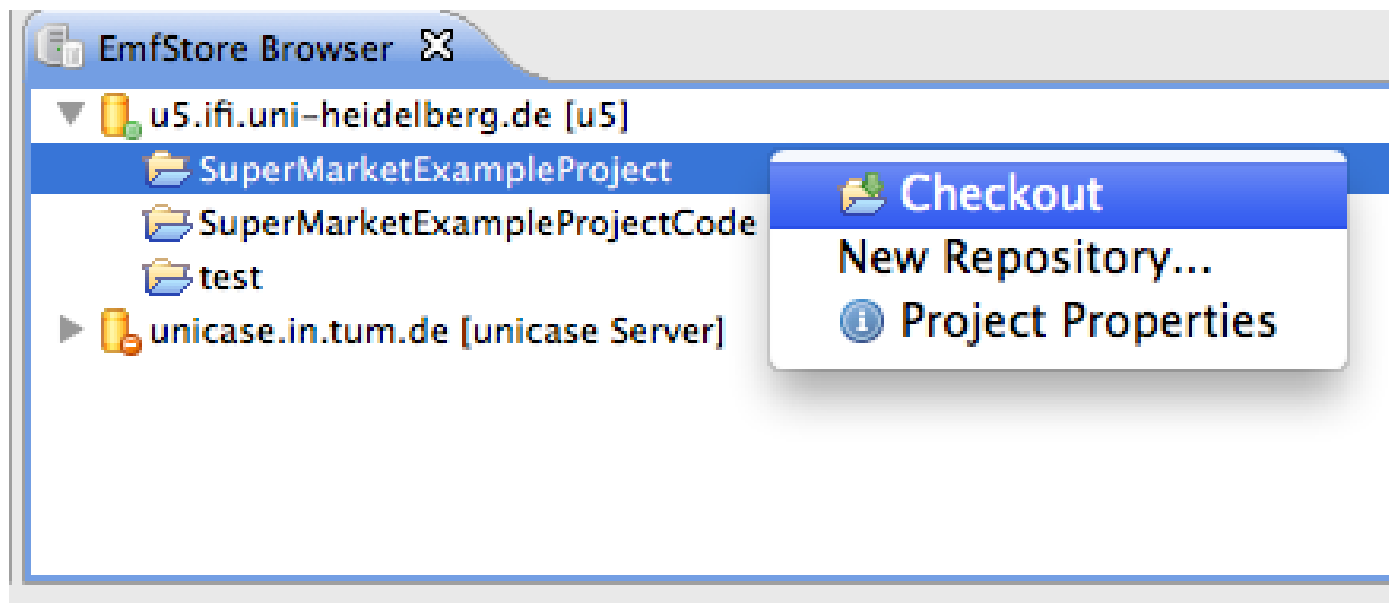 EmfStore Browser
u5.ifi.uni-heidelberg.de [u5]
SuperMarketExampleProject
SuperMarketExampleProjectCode
test
unicase.in.tum.de [unicase Server]
Checkout
New Repository...
Project Properties